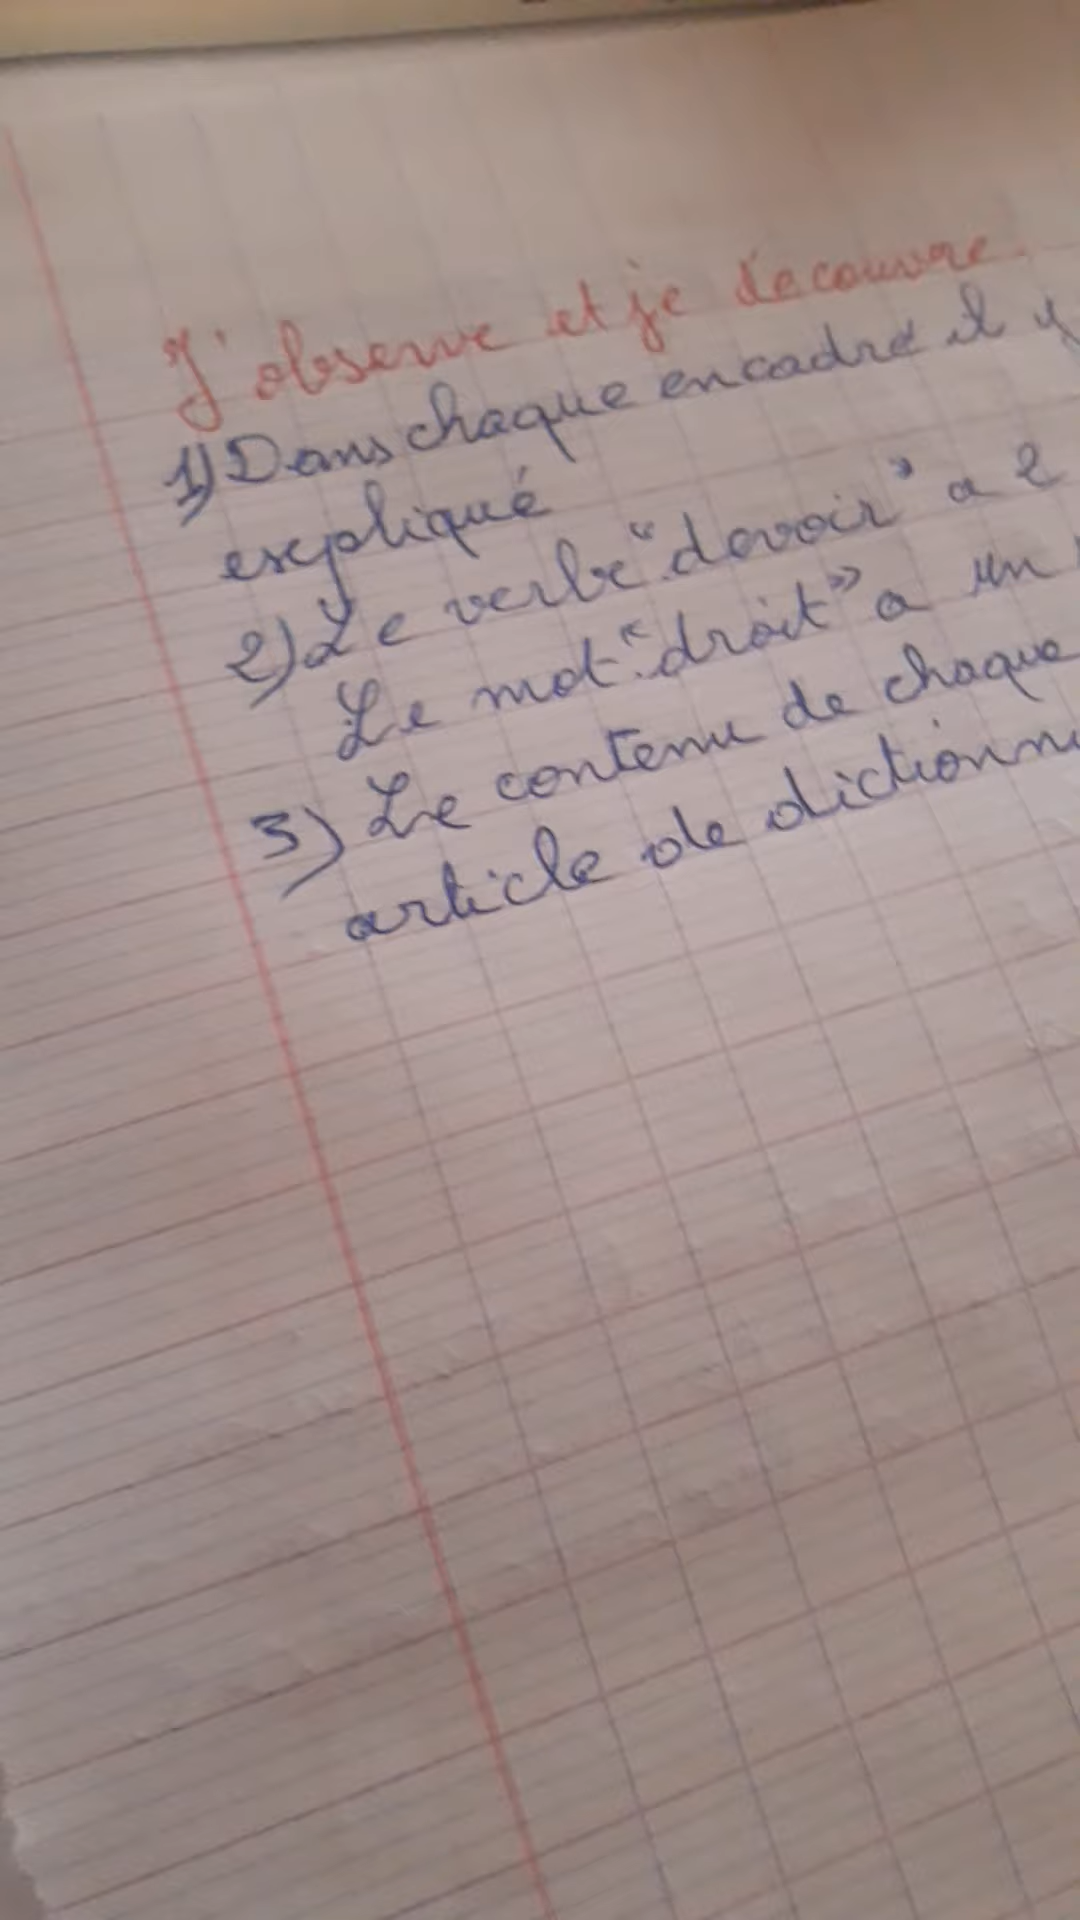 J'observe et je découvre.
1) Dans chaque encadré il y
expliqué
2) Le verbe "devoir" a 2
Le mot "droit" a un
3) Le contenu de chaque
article de dictionn